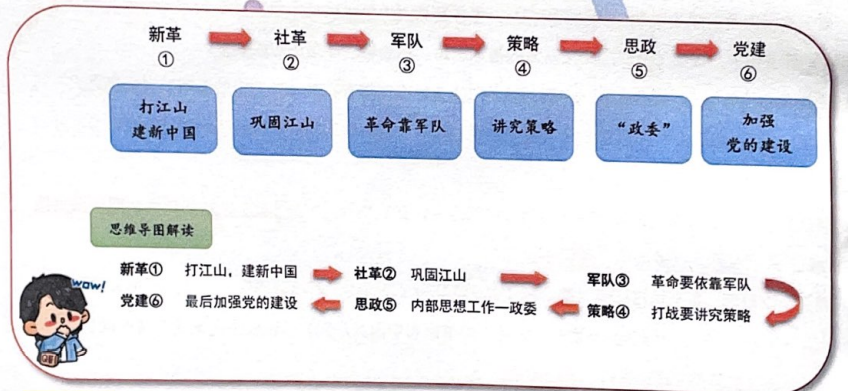 新革 社革 军队 策略 思政 党建
① ② ③ ④ ⑤ ⑥
打江山
建新中国
巩固江山
革命靠军队
讲究策略
“政委”
加强
党的建设
思维导图解读
新革① 打江山，建新中国 社革② 巩固江山 军队③ 革命要依靠军队
党建⑥ 最后加强党的建设 思政⑤ 内部思想工作—政委 策略④ 打战要讲究策略
wow!